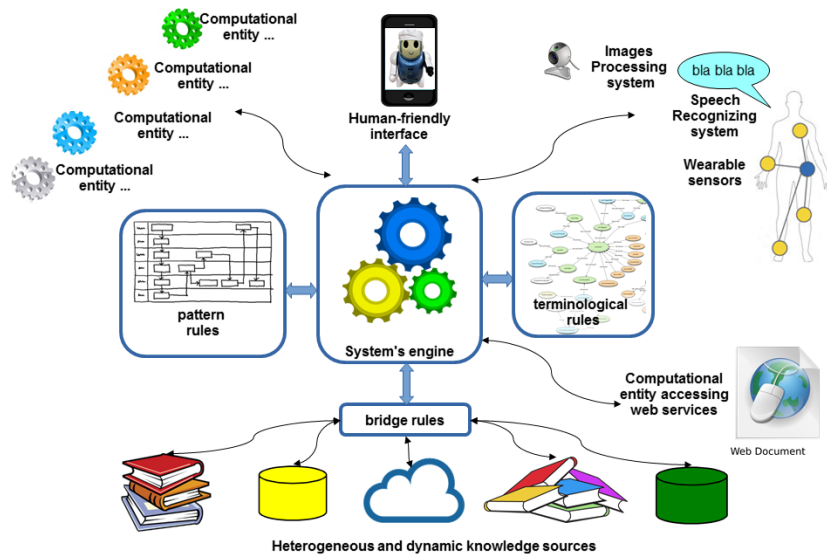 Computational
entity ...
Computational
entity ...
Computational
entity ...
Computational
entity ...
Human-friendly
interface
Images
Processing
system
bla bla bla
Speech
Recognizing
system
Wearable
sensors
pattern
rules
System's engine
terminological
rules
Computational
entity accessing
web services
Web Document
bridge rules
Heterogeneous and dynamic knowledge sources